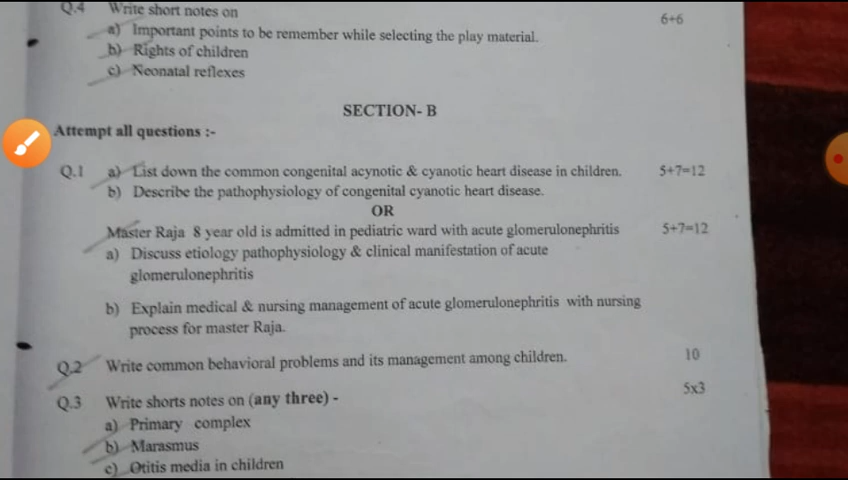 Q.4 Write short notes on
6+6
a) Important points to be remember while selecting the play material.
b) Rights of children
c) Neonatal reflexes
SECTION- B
Attempt all questions :-
Q.1 a) List down the common congenital acynotic & cyanotic heart disease in children. 5+7=12
b) Describe the pathophysiology of congenital cyanotic heart disease.
OR
Master Raja 8 year old is admitted in pediatric ward with acute glomerulonephritis 5+7=12
a) Discuss etiology pathophysiology & clinical manifestation of acute
glomerulonephritis
b) Explain medical & nursing management of acute glomerulonephritis with nursing
process for master Raja.
Q.2 Write common behavioral problems and its management among children. 10
Q.3 Write shorts notes on (any three) - 5x3
a) Primary complex
b) Marasmus
c) Otitis media in children